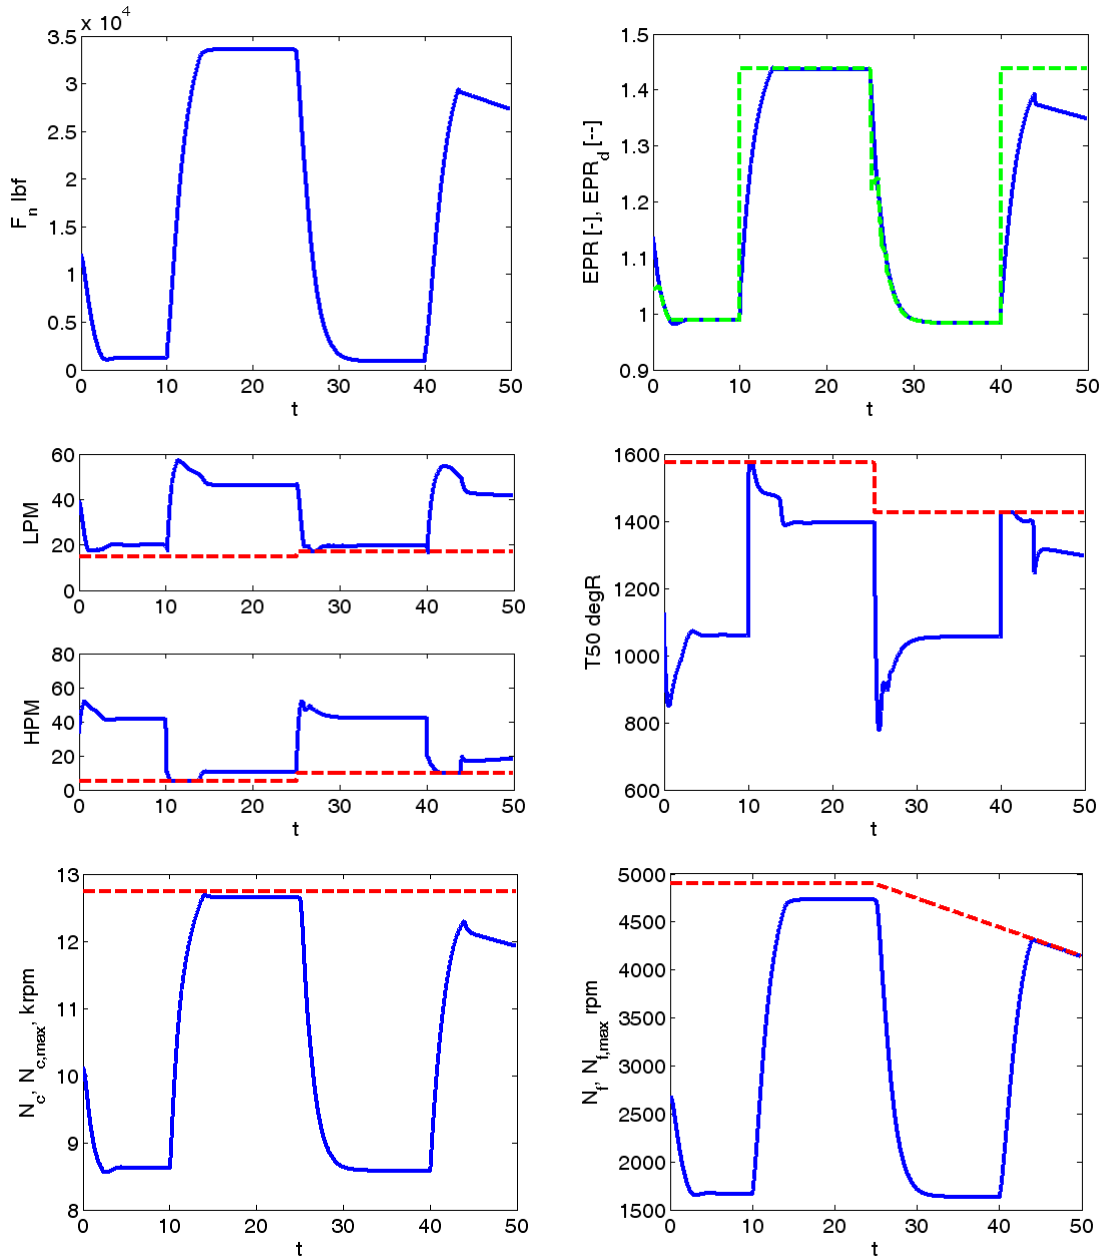 x 10^4
3.5
3
2.5
2
1.5
1
0.5
0
F_n lbf
0 10 20 30 40 50
t
1.5
1.4
1.3
1.2
1.1
1
0.9
EPR [-], EPR_d [--]
0 10 20 30 40 50
t
60
40
20
0
LPM
0 10 20 30 40 50
80
60
40
20
0
HPM
0 10 20 30 40 50
t
1600
1400
1200
1000
800
600
T50 degR
0 10 20 30 40 50
t
13
12
11
10
9
8
N_c, N_c,max, krpm
0 10 20 30 40 50
t
5000
4500
4000
3500
3000
2500
2000
1500
N_f, N_f,max rpm
0 10 20 30 40 50
t